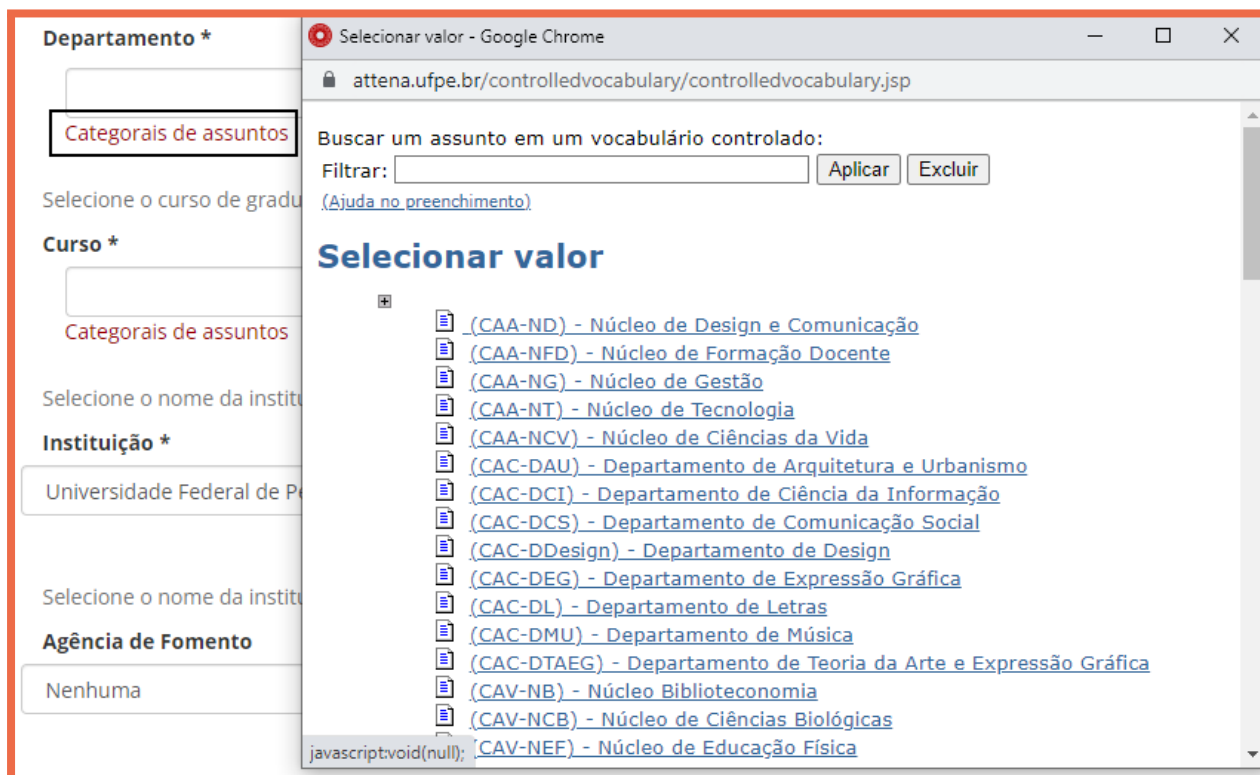 Departamento *
Categorais de assuntos
Selecione o curso de gradu
Curso *
Categorais de assuntos
Selecione o nome da institu
Instituição *
Universidade Federal de Pe
Selecione o nome da institu
Agência de Fomento
Nenhuma
Selecionar valor - Google Chrome
attena.ufpe.br/controlledvocabulary/controlledvocabulary.jsp
Buscar um assunto em um vocabulário controlado:
Filtrar: Aplicar Excluir
(Ajuda no preenchimento)
Selecionar valor
(CAA-ND) - Núcleo de Design e Comunicação
(CAA-NFD) - Núcleo de Formação Docente
(CAA-NG) - Núcleo de Gestão
(CAA-NT) - Núcleo de Tecnologia
(CAA-NCV) - Núcleo de Ciências da Vida
(CAC-DAU) - Departamento de Arquitetura e Urbanismo
(CAC-DCI) - Departamento de Ciência da Informação
(CAC-DCS) - Departamento de Comunicação Social
(CAC-DDesign) - Departamento de Design
(CAC-DEG) - Departamento de Expressão Gráfica
(CAC-DL) - Departamento de Letras
(CAC-DMU) - Departamento de Música
(CAC-DTAEG) - Departamento de Teoria da Arte e Expressão Gráfica
(CAV-NB) - Núcleo Biblioteconomia
(CAV-NCB) - Núcleo de Ciências Biológicas
(CAV-NEF) - Núcleo de Educação Física
javascript:void(null);